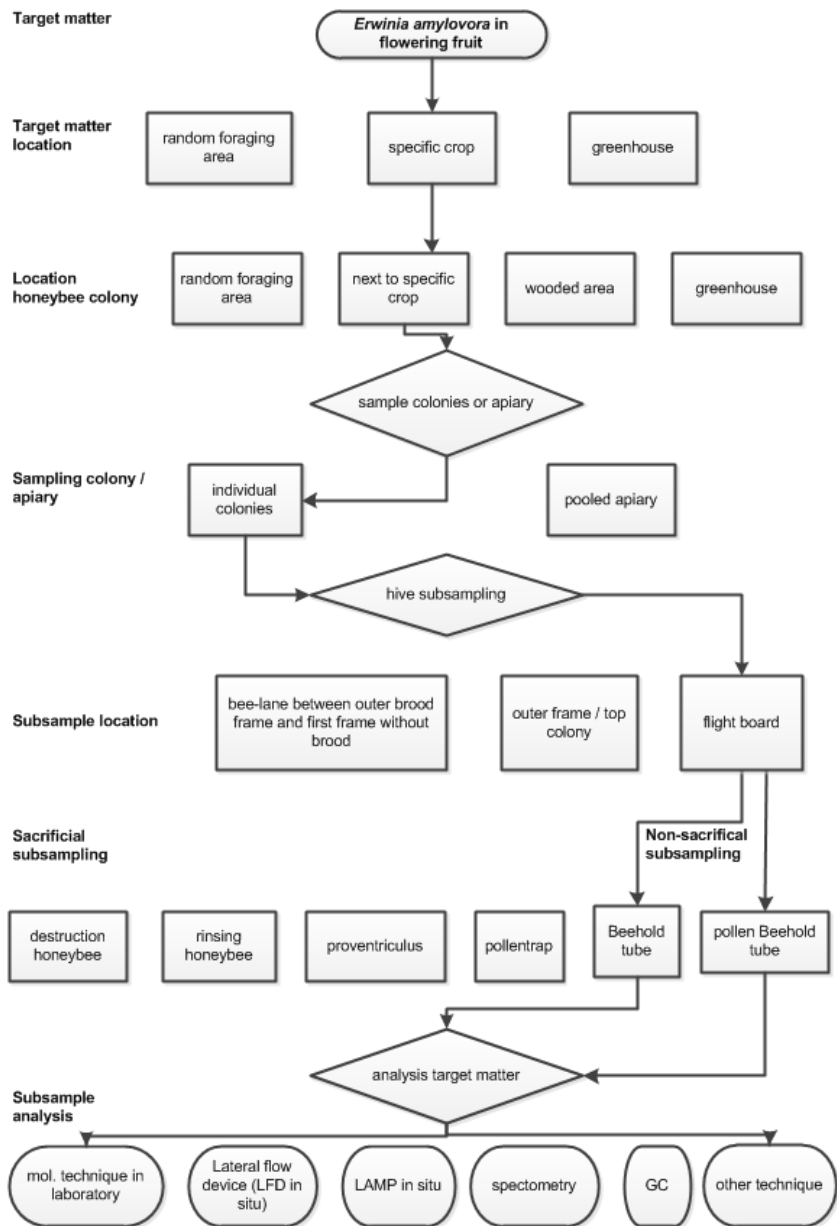 Target matter
Erwinia amylovora in
flowering fruit
Target matter
location
random foraging
area
specific crop
greenhouse
Location
honeybee colony
random foraging
area
next to specific
crop
wooded area
greenhouse
sample colonies or apiary
Sampling colony /
apiary
individual
colonies
pooled apiary
hive subsampling
Subsample location
bee-lane between outer brood
frame and first frame without
brood
outer frame / top
colony
flight board
Sacrificial
subsampling
Non-sacrifical
subsampling
destruction
honeybee
rinsing
honeybee
proventriculus
pollentrap
Beehold
tube
pollen Beehold
tube
analysis target matter
Subsample
analysis
mol. technique in
laboratory
Lateral flow
device (LFD in
situ)
LAMP in situ
spectometry
GC
other technique